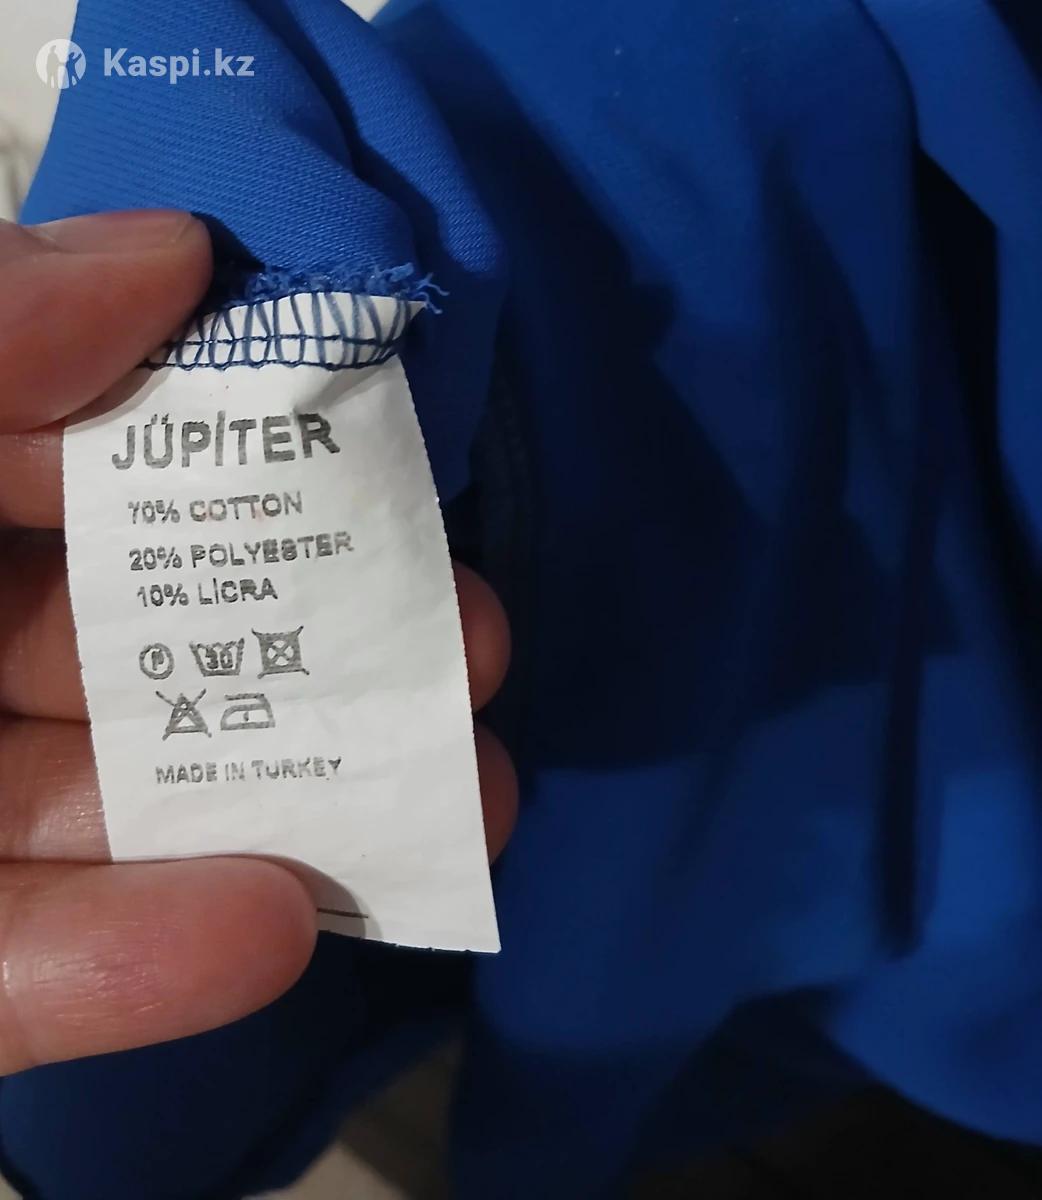 Kaspi.kz
JÜPİTER
70% COTTON
20% POLYESTER
10% LİCRA
P 30
MADE IN TURKEY